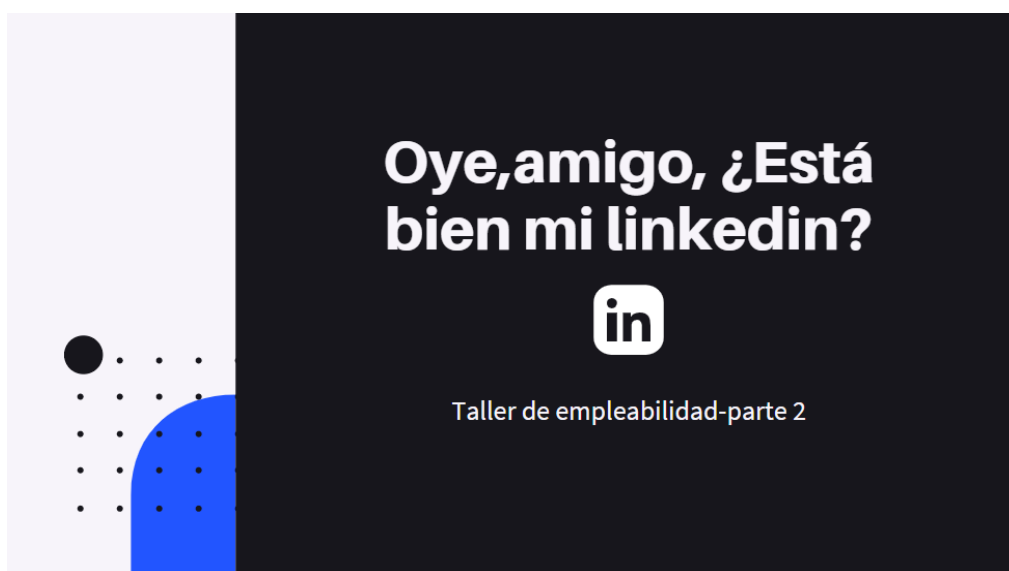 Oye,amigo, ¿Está
bien mi linkedin?
in
Taller de empleabilidad-parte 2